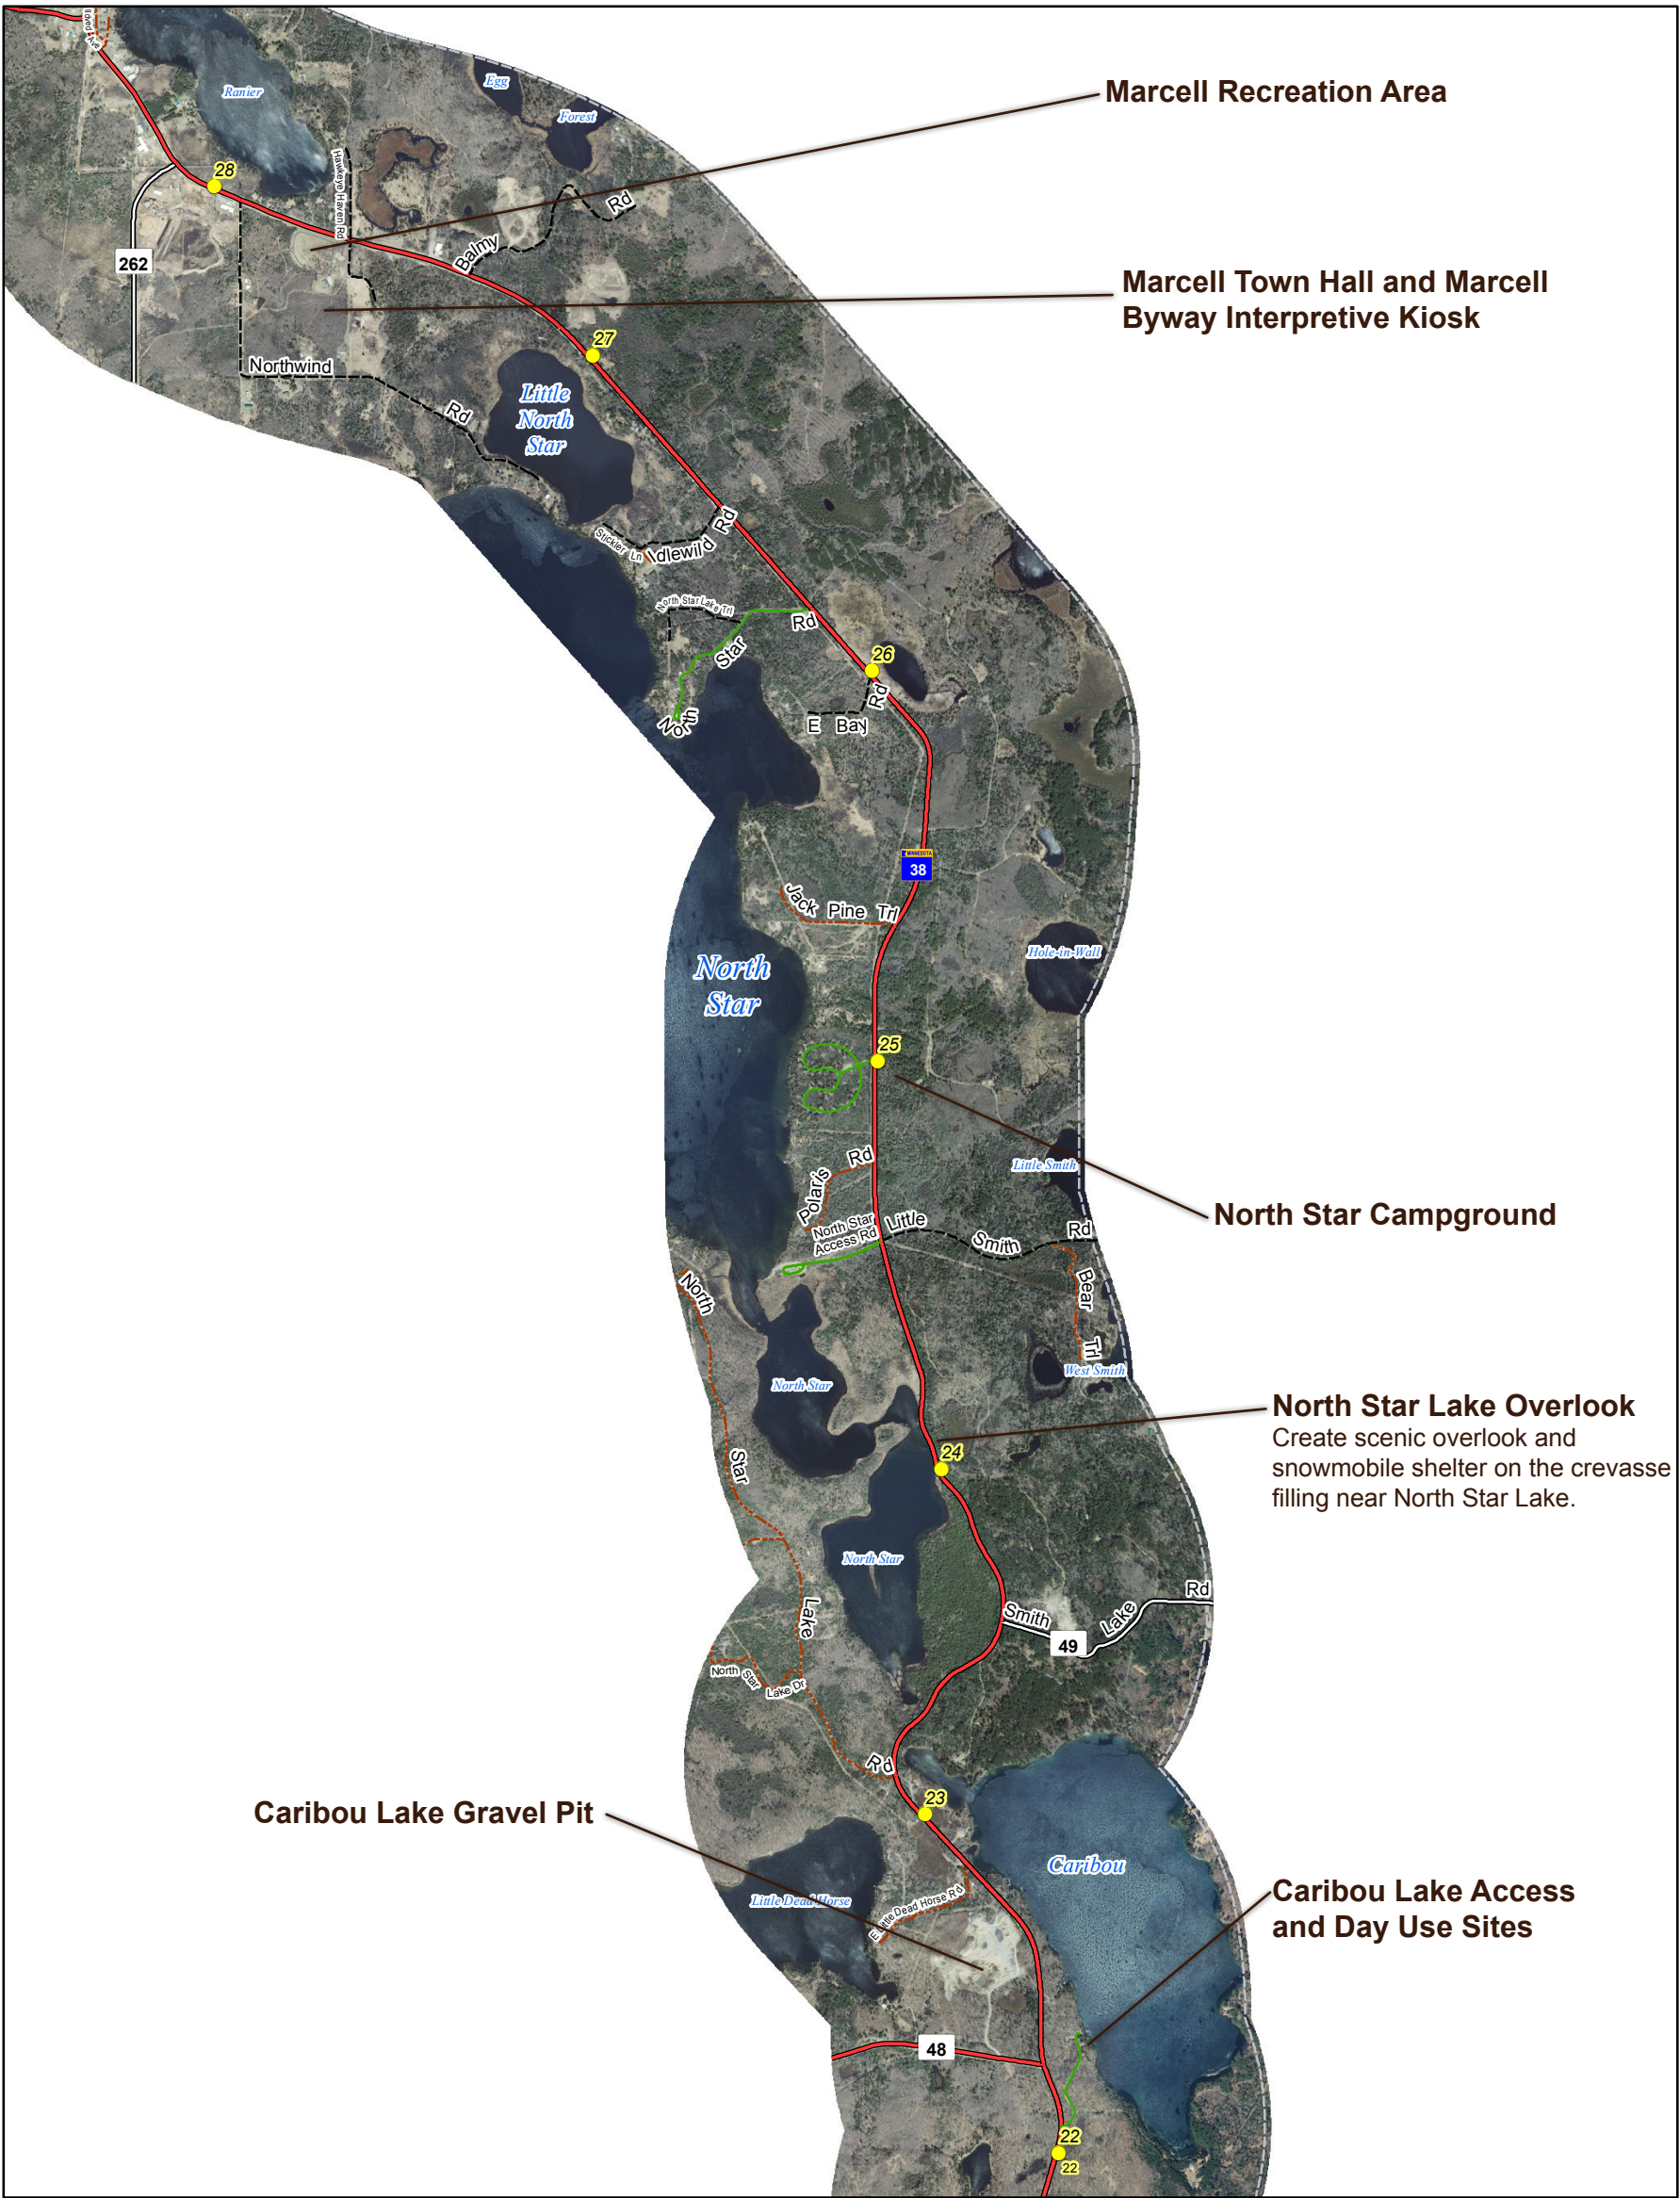 Ranier
Egg
Forest
Marcell Recreation Area
28
Hawkeye Haven Rd
Balmy Rd
262
Marcell Town Hall and Marcell
Byway Interpretive Kiosk
27
Northwind Rd
Little
North
Star
Idlewild Rd
Stickler Ln
North Star Lake Trl
North Star Rd
26
E Bay Rd
MINNESOTA
38
Jack Pine Trl
Hole-in-Wall
North
Star
25
Little Smith
Polaris Rd
North Star Campground
North Star
Access Rd
Little Smith Rd
Bear Trl
West Smith
North Star
North Star Lake Overlook
Create scenic overlook and
snowmobile shelter on the crevasse
filling near North Star Lake.
24
North Star Lake Rd
North Star
Smith Lake Rd
49
North Star Lake Dr
23
Caribou Lake Gravel Pit
Caribou
Little Dead Horse
E Little Dead Horse Rd
Caribou Lake Access
and Day Use Sites
48
22
22